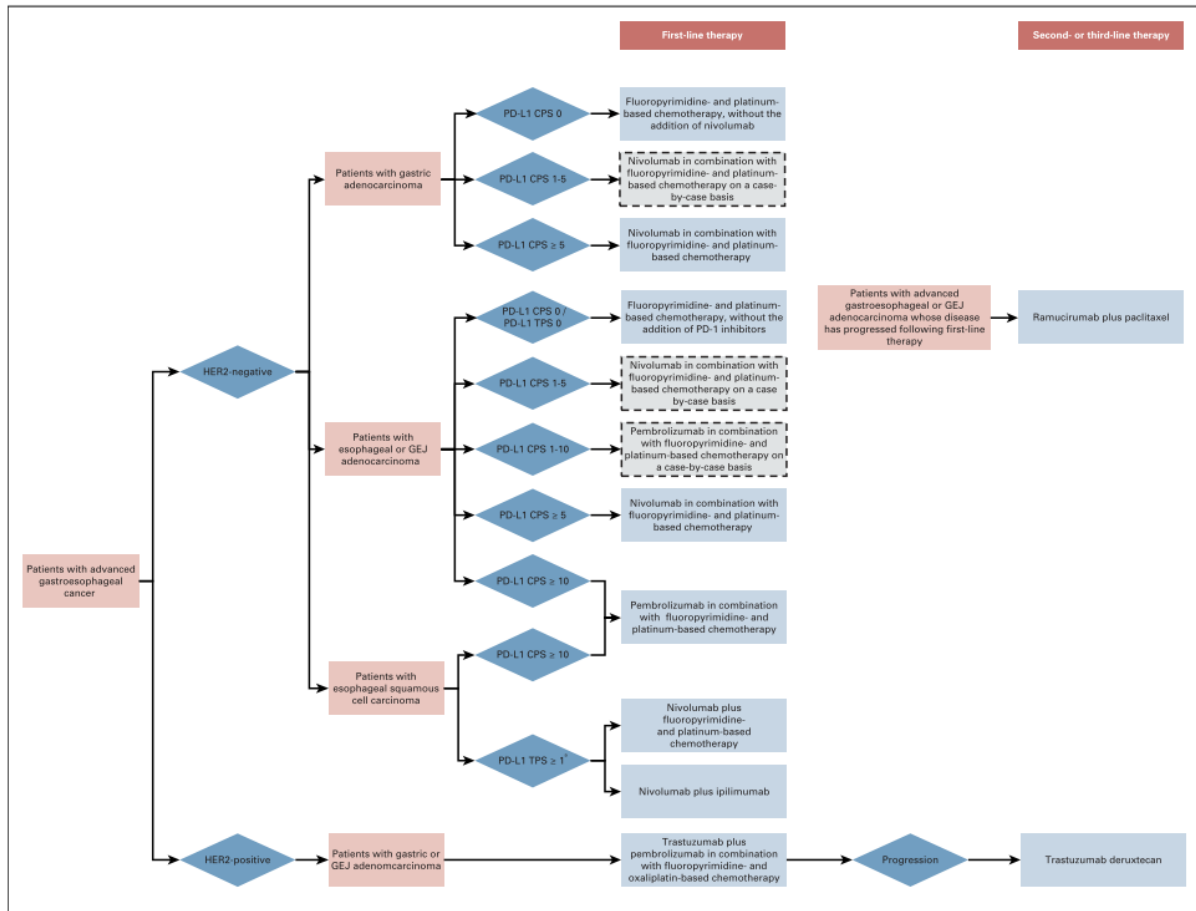 First-line therapy
Second- or third-line therapy
PD-L1 CPS 0
Fluoropyrimidine- and platinum-
based chemotherapy, without the
addition of nivolumab
Patients with gastric
adenocarcinoma
PD-L1 CPS 1-5
Nivolumab in combination with
fluoropyrimidine- and platinum-
based chemotherapy on a case-
by-case basis
PD-L1 CPS ≥ 5
Nivolumab in combination with
fluoropyrimidine- and platinum-
based chemotherapy
HER2-negative
PD-L1 CPS 0 /
PD-L1 TPS 0
Fluoropyrimidine- and platinum-
based chemotherapy, without the
addition of PD-1 inhibitors
Patients with advanced
gastroesophageal or GEJ
adenocarcinoma whose disease
has progressed following first-line
therapy
Ramucirumab plus paclitaxel
PD-L1 CPS 1-5
Nivolumab in combination with
fluoropyrimidine- and platinum-
based chemotherapy on a case
by-case basis
Patients with
esophageal or GEJ
adenocarcinoma
PD-L1 CPS 1-10
Pembrolizumab in combination
with fluoropyrimidine- and
platinum-based chemotherapy on
a case-by-case basis
PD-L1 CPS ≥ 5
Nivolumab in combination with
fluoropyrimidine- and platinum-
based chemotherapy
Patients with advanced
gastroesophageal
cancer
PD-L1 CPS ≥ 10
Pembrolizumab in combination
with fluoropyrimidine- and
platinum-based chemotherapy
Patients with
esophageal squamous
cell carcinoma
PD-L1 CPS ≥ 10
PD-L1 TPS ≥ 1*
Nivolumab plus
fluoropyrimidine-
and platinum-based
chemotherapy
Nivolumab plus ipilimumab
HER2-positive
Patients with gastric or
GEJ adenomcarcinoma
Trastuzumab plus
pembrolizumab in combination
with fluoropyrimidine- and
oxaliplatin-based chemotherapy
Progression
Trastuzumab deruxtecan